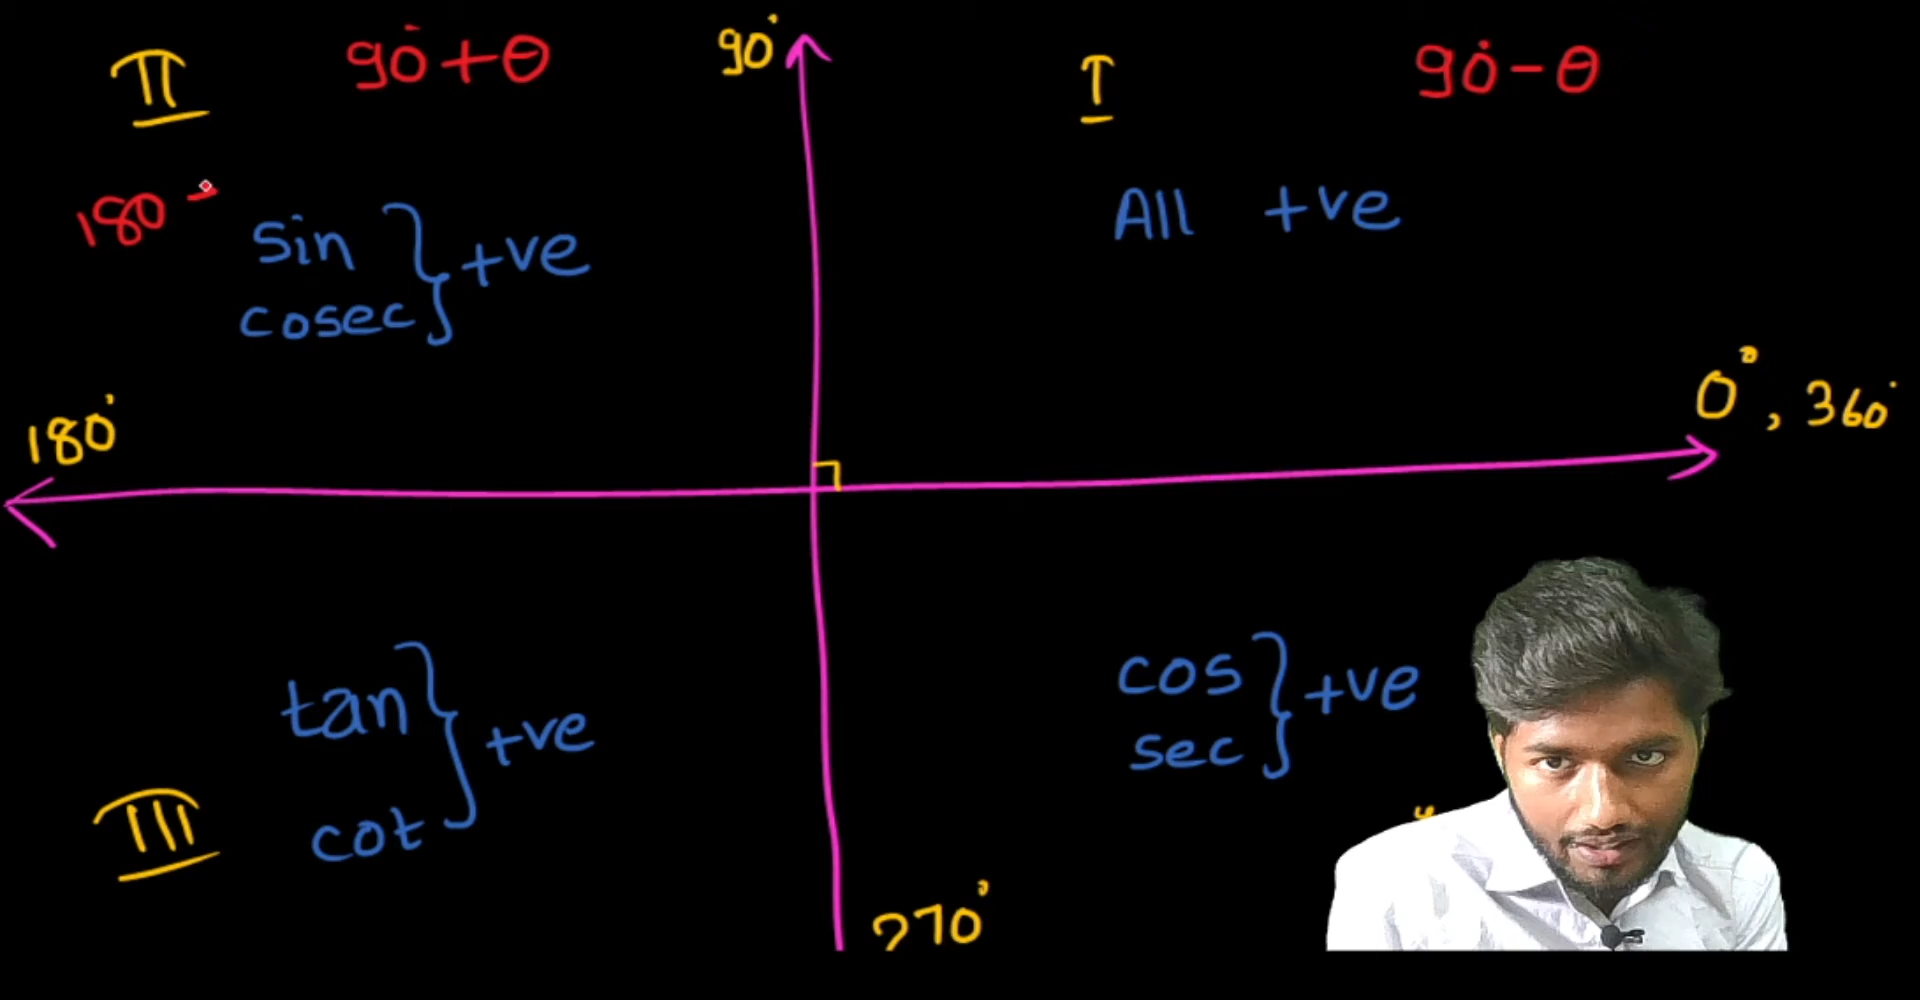 II 90°+θ 90° I 90°-θ
180 -
sin
cosec } +ve
All +ve
180°
0°, 360°
tan
cot } +ve
III
cos
sec } +ve
270°